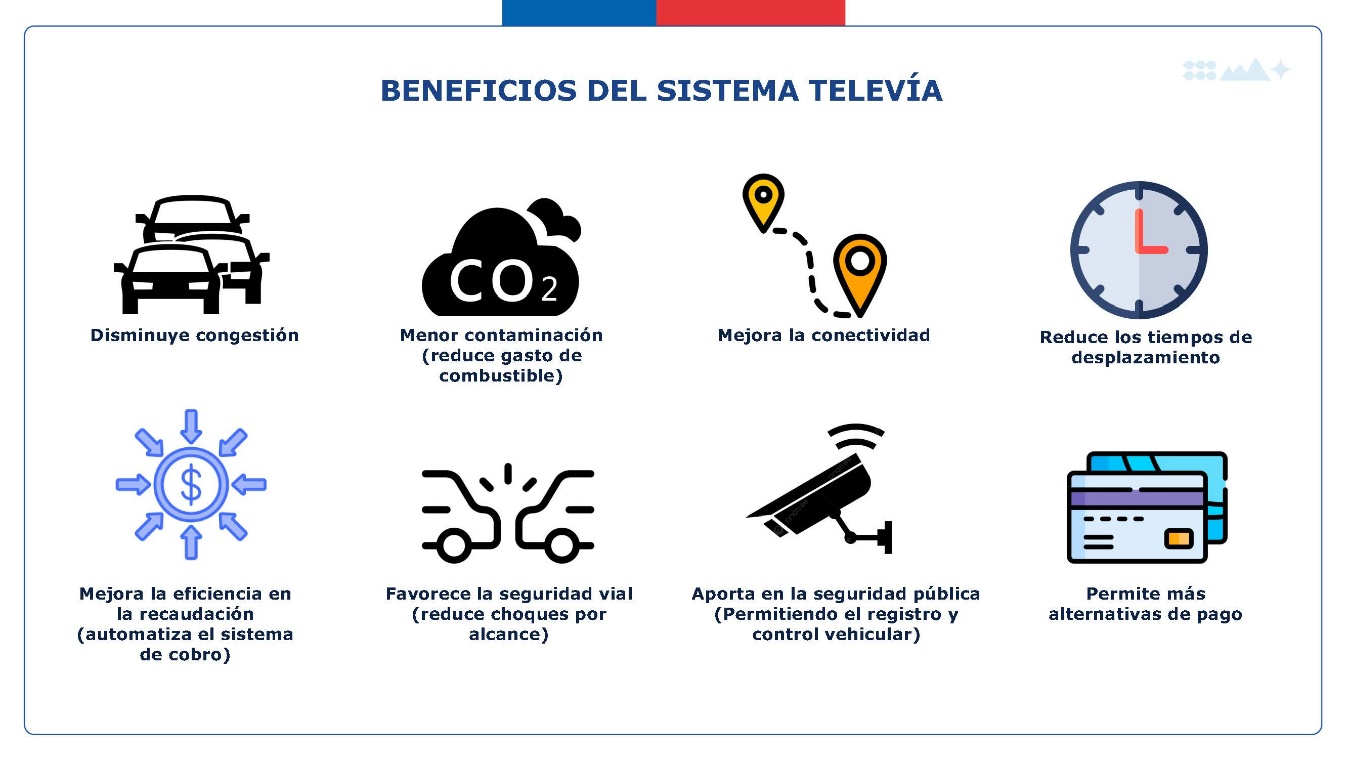 BENEFICIOS DEL SISTEMA TELEVÍA
CO2
Disminuye congestión
Menor contaminación
(reduce gasto de
combustible)
Mejora la conectividad
Reduce los tiempos de
desplazamiento
$
Mejora la eficiencia en
la recaudación
(automatiza el sistema
de cobro)
Favorece la seguridad vial
(reduce choques por
alcance)
Aporta en la seguridad pública
(Permitiendo el registro y
control vehicular)
Permite más
alternativas de pago